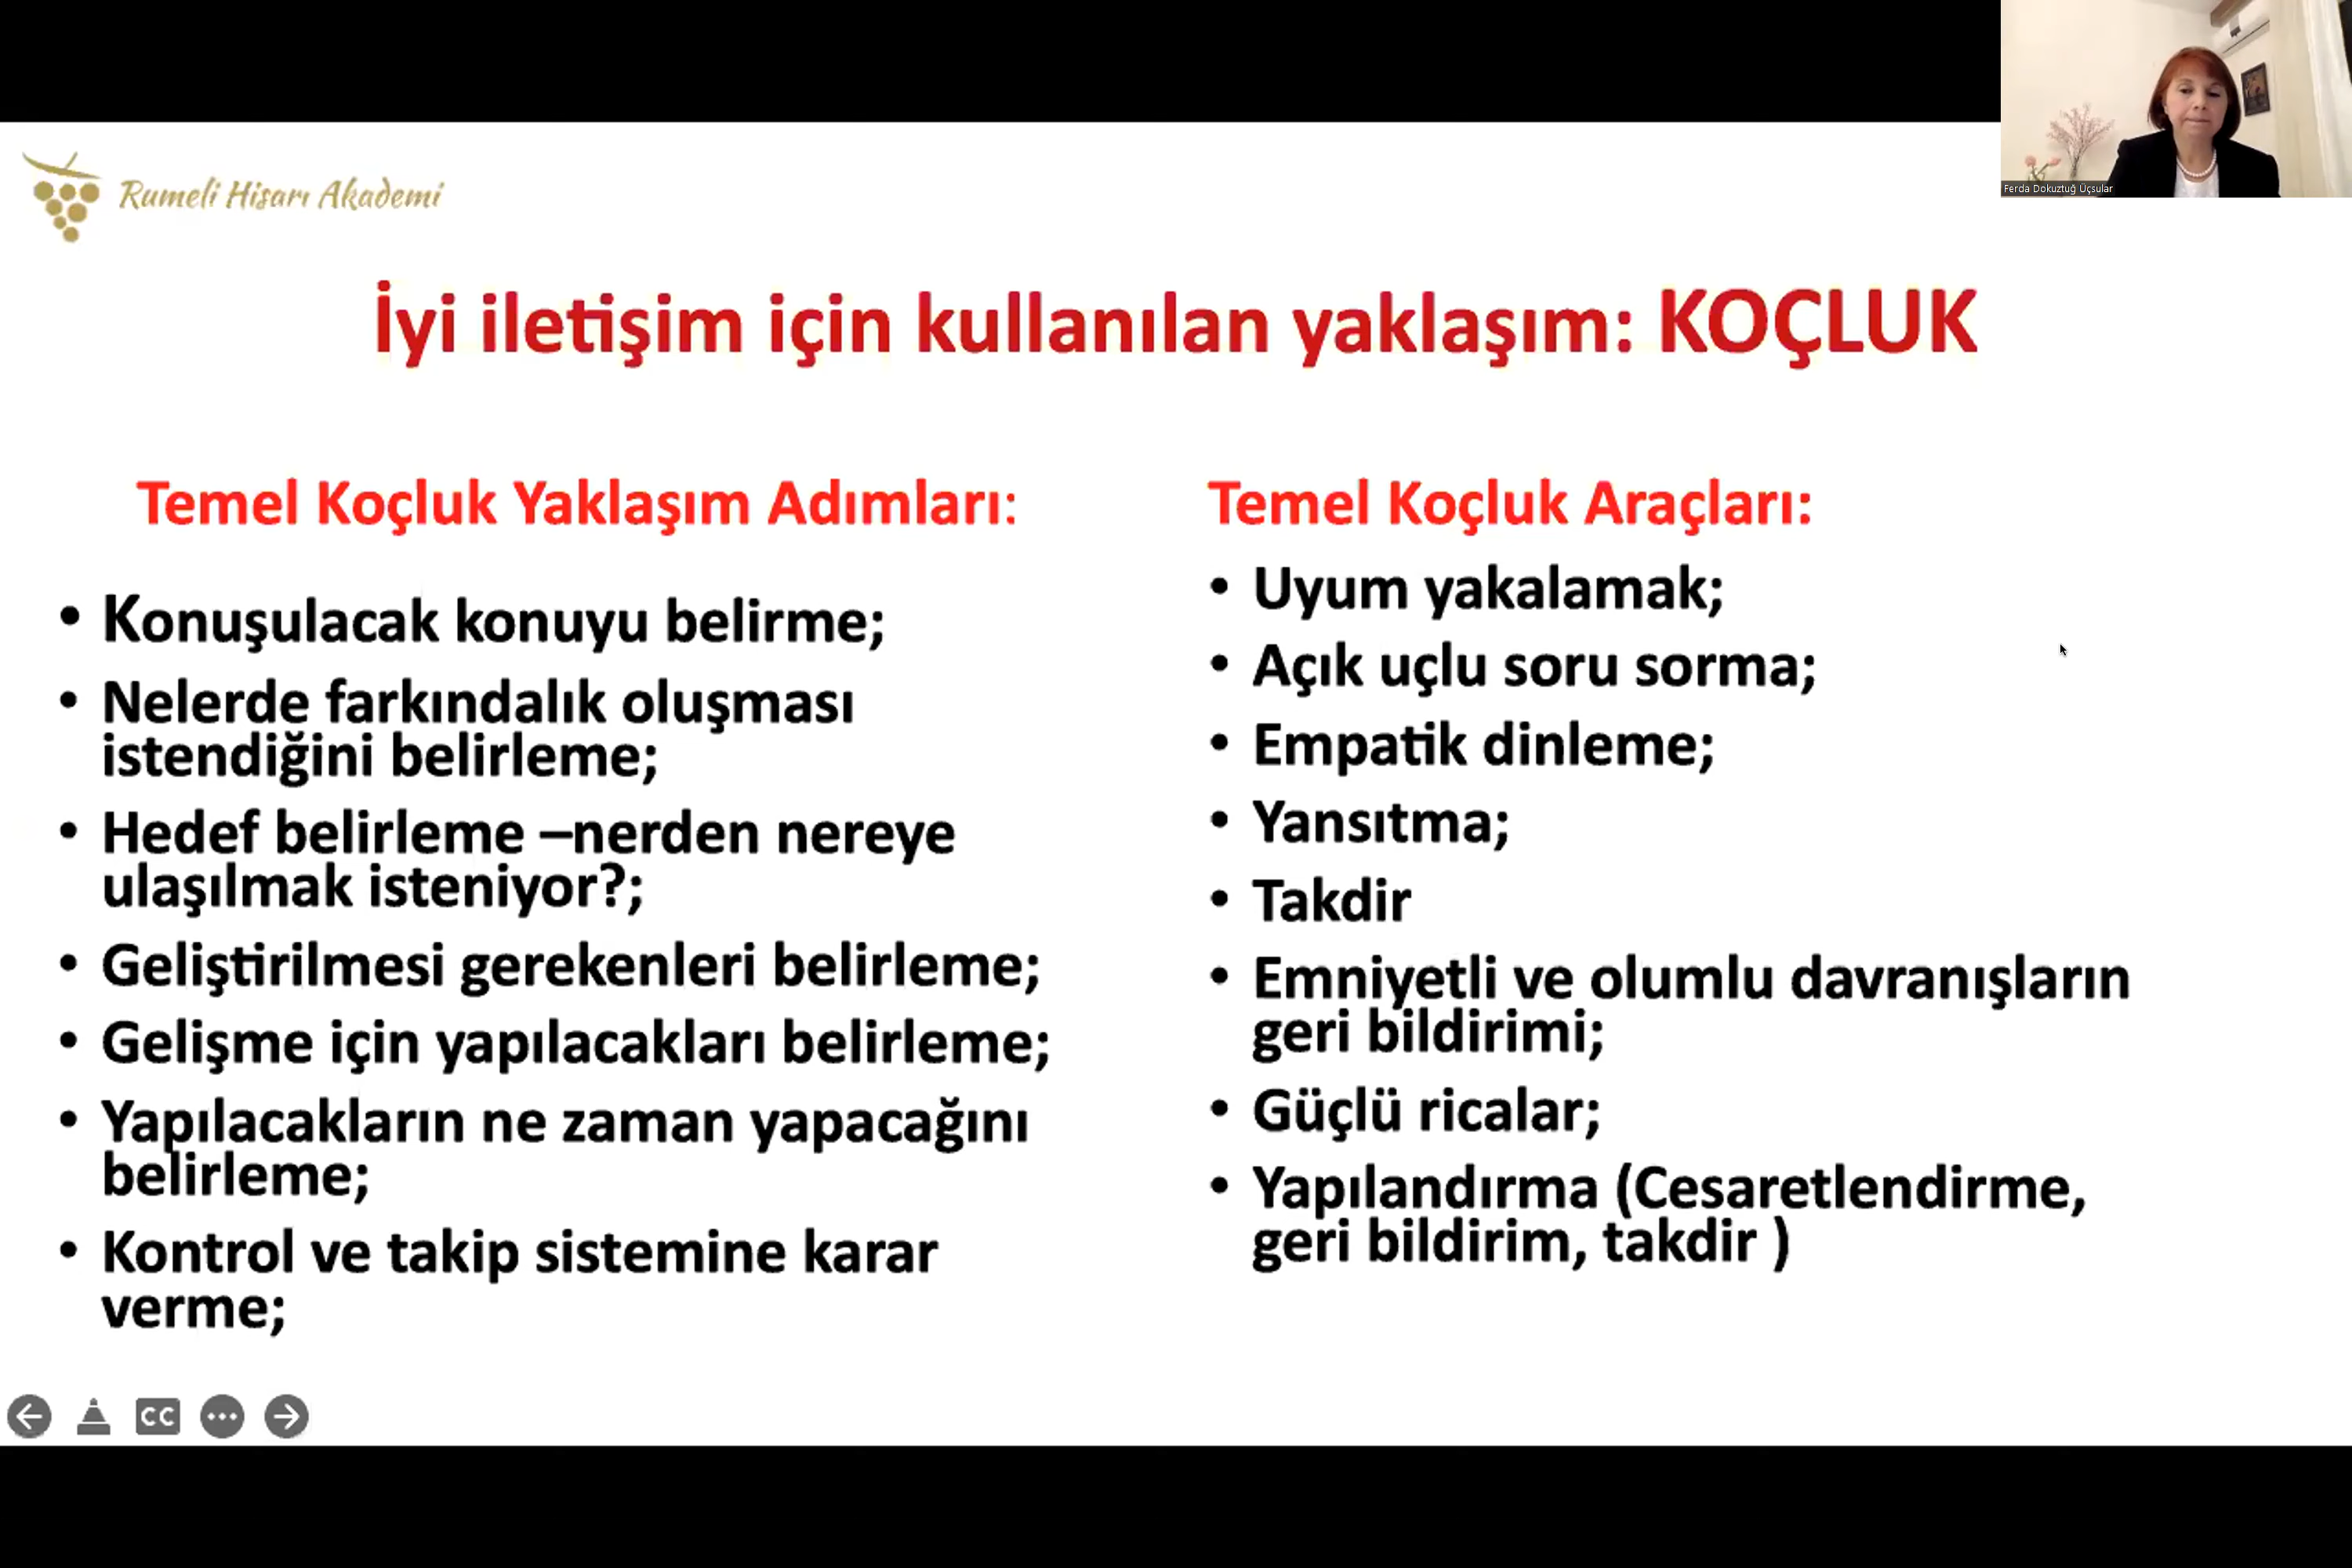 Ferda Dokuztuğ Üçsular
Rumeli Hisarı Akademi
İyi iletişim için kullanılan yaklaşım: KOÇLUK
Temel Koçluk Yaklaşım Adımları:
• Konuşulacak konuyu belirme;
• Nelerde farkındalık oluşması
istendiğini belirleme;
• Hedef belirleme –nerden nereye
ulaşılmak isteniyor?;
• Geliştirilmesi gerekenleri belirleme;
• Gelişme için yapılacakları belirleme;
• Yapılacakların ne zaman yapacağını
belirleme;
• Kontrol ve takip sistemine karar
verme;
Temel Koçluk Araçları:
• Uyum yakalamak;
• Açık uçlu soru sorma;
• Empatik dinleme;
• Yansıtma;
• Takdir
• Emniyetli ve olumlu davranışların
geri bildirimi;
• Güçlü ricalar;
• Yapılandırma (Cesaretlendirme,
geri bildirim, takdir )
CC